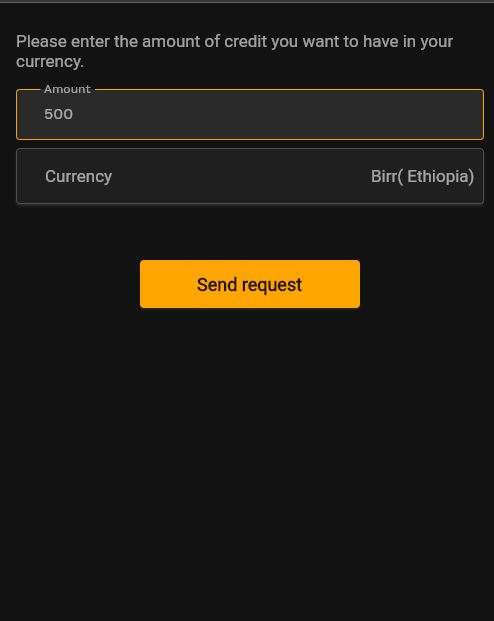 Please enter the amount of credit you want to have in your
currency.
Amount
500
Currency Birr( Ethiopia)
Send request